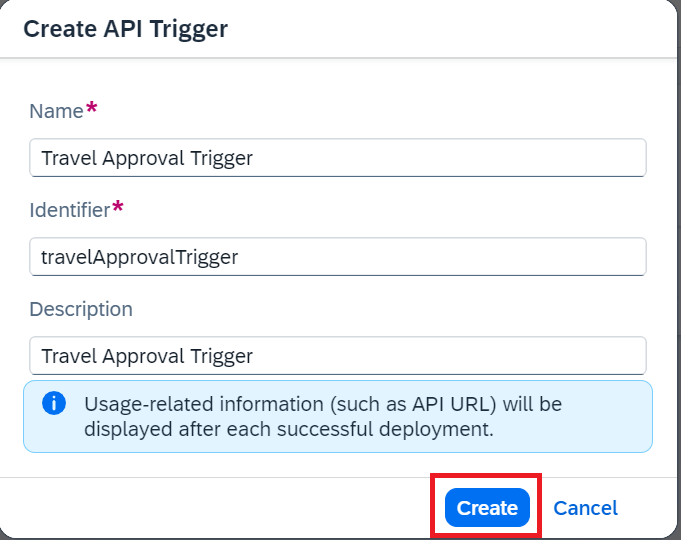 Create API Trigger
Name*
Travel Approval Trigger
Identifier*
travelApprovalTrigger
Description
Travel Approval Trigger
Usage-related information (such as API URL) will be
displayed after each successful deployment.
Create Cancel